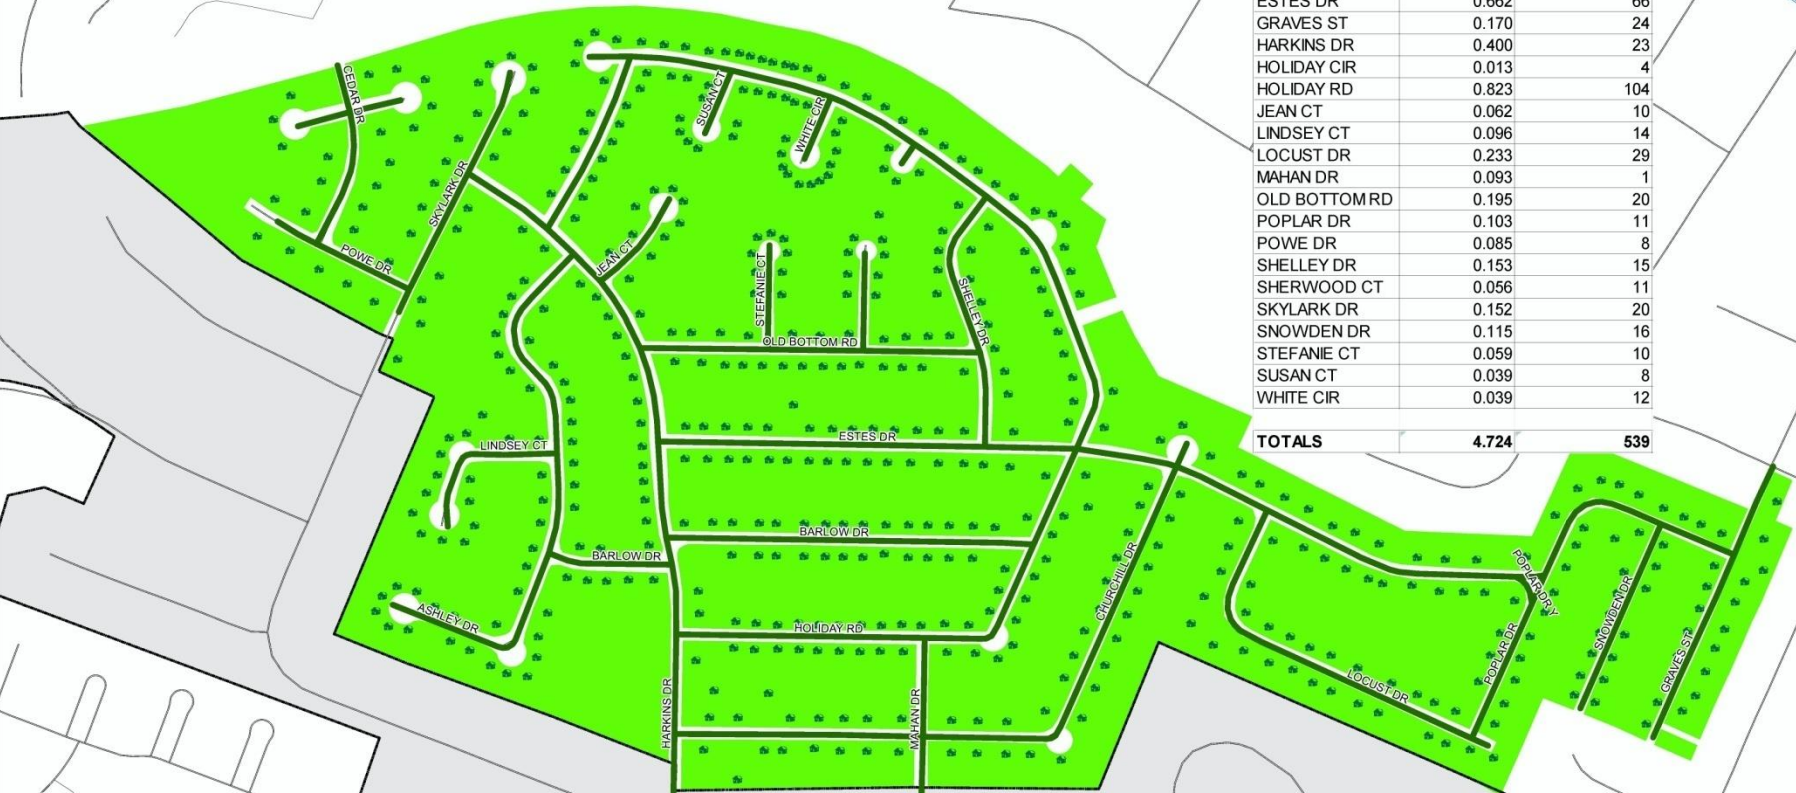 ESTES DR 0.662 66
GRAVES ST 0.170 24
HARKINS DR 0.400 23
HOLIDAY CIR 0.013 4
HOLIDAY RD 0.823 104
JEAN CT 0.062 10
LINDSEY CT 0.096 14
LOCUST DR 0.233 29
MAHAN DR 0.093 1
OLD BOTTOM RD 0.195 20
POPLAR DR 0.103 11
POWE DR 0.085 8
SHELLEY DR 0.153 15
SHERWOOD CT 0.056 11
SKYLARK DR 0.152 20
SNOWDEN DR 0.115 16
STEFANIE CT 0.059 10
SUSAN CT 0.039 8
WHITE CIR 0.039 12
TOTALS 4.724 539
CEDAR DR
SUSAN CT
WHITE CIR
SKYLARK DR
POWE DR
JEAN CT
STEFANIE CT
SHELLEY DR
OLD BOTTOM RD
ESTES DR
LINDSEY CT
BARLOW DR
BARLOW DR
ASHLEY DR
HOLIDAY RD
CHURCHILL DR
HARKINS DR
MAHAN DR
POPLAR DR Y
POPLAR DR
LOCUST DR
SNOWDEN DR
GRAVES ST